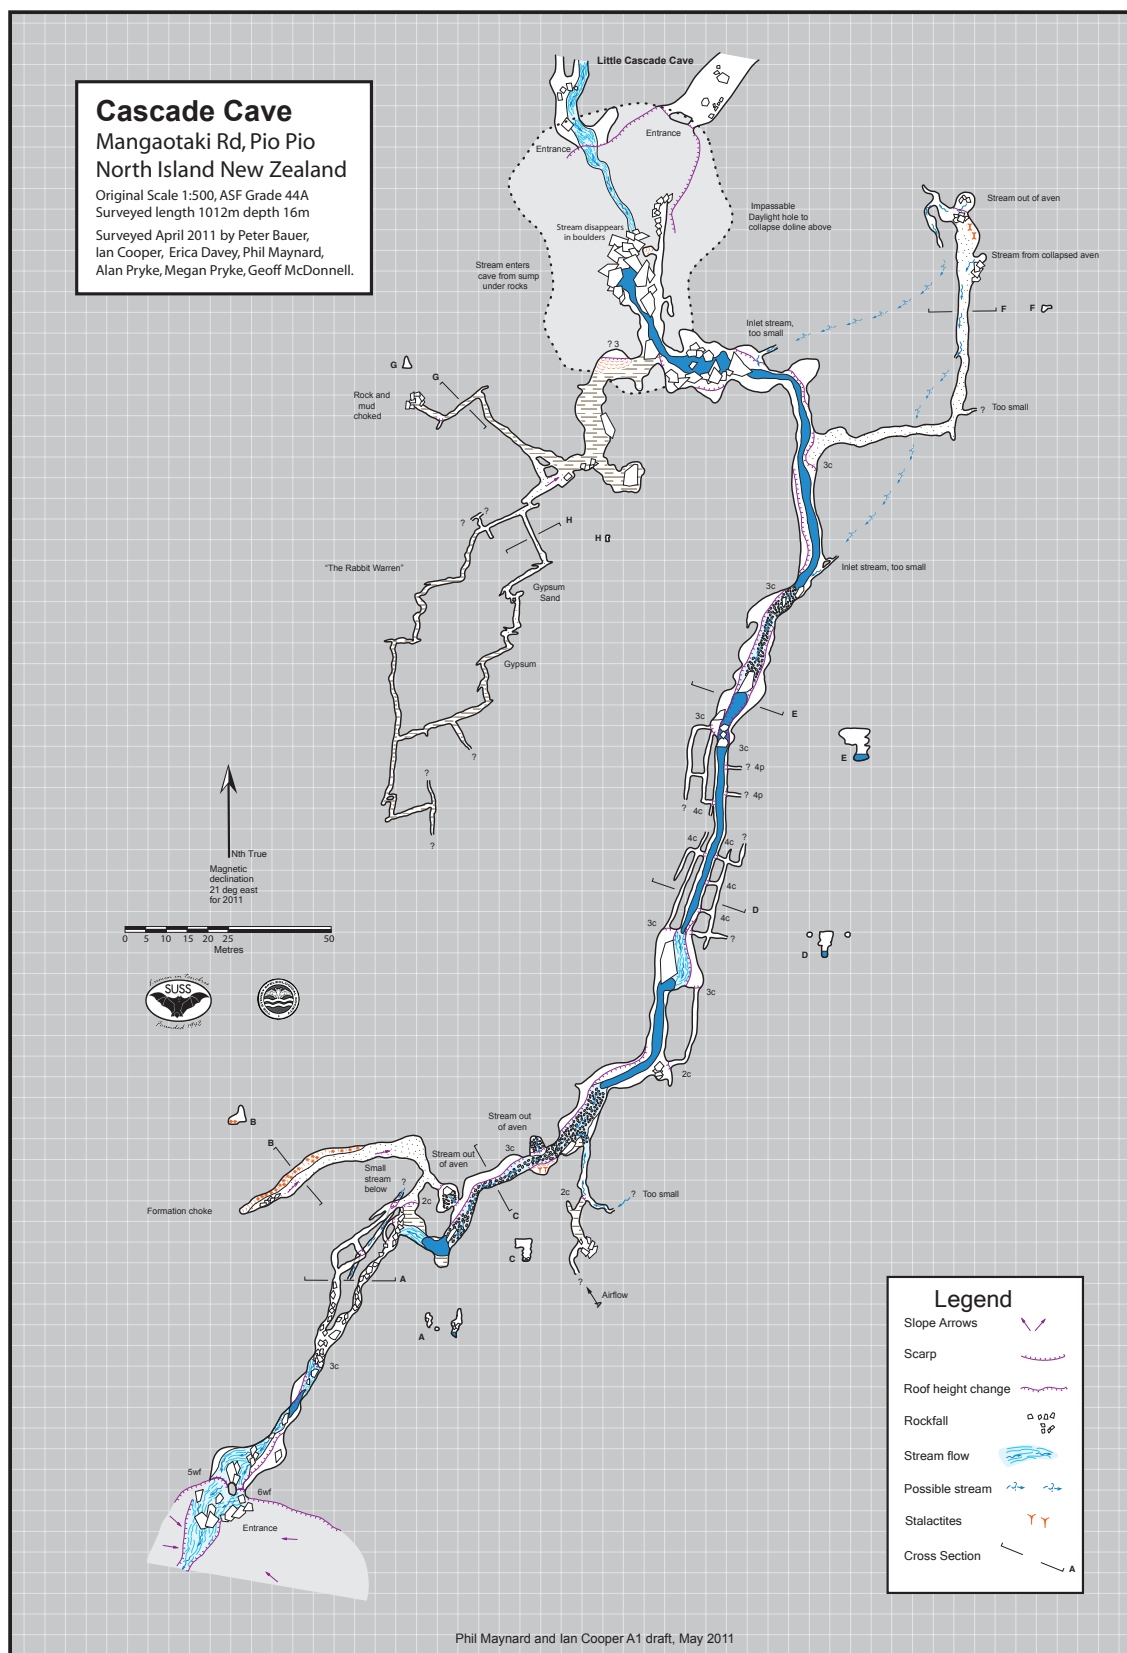 Cascade Cave
Mangaotaki Rd, Pio Pio
North Island New Zealand
Original Scale 1:500, ASF Grade 44A
Surveyed length 1012m depth 16m
Surveyed April 2011 by Peter Bauer,
Ian Cooper, Erica Davey, Phil Maynard,
Alan Pryke, Megan Pryke, Geoff McDonnell.
Little Cascade Cave
Entrance
Entrance
Stream disappears
in boulders
Impassable
Daylight hole to
collapse doline above
Stream enters
cave from sump
under rocks
Stream out of aven
Stream from collapsed aven
F
F
Inlet stream,
too small
? 3
G
G
Rock and
mud
choked
? Too small
3c
H
H
?
?
"The Rabbit Warren"
Gypsum
Sand
Gypsum
Inlet stream, too small
3c
E
E
3c
3c
? 4p
? 4p
?
4c
?
?
?
4c
4c
?
4c
D
4c
3c
?
D
3c
2c
Nth True
Magnetic
declination
21 deg east
for 2011
0 5 10 15 20 25 50
Metres
SUSS
Founded 1948
B
B
Stream out
of aven
Stream out
of aven
3c
Small
stream
below
?
2c
Formation choke
C
C
2c
? Too small
?
Airflow
A
A
3c
5wf
6wf
Entrance
Legend
Slope Arrows
Scarp
Roof height change
Rockfall
Stream flow
Possible stream
Stalactites
Cross Section
A
Phil Maynard and Ian Cooper A1 draft, May 2011